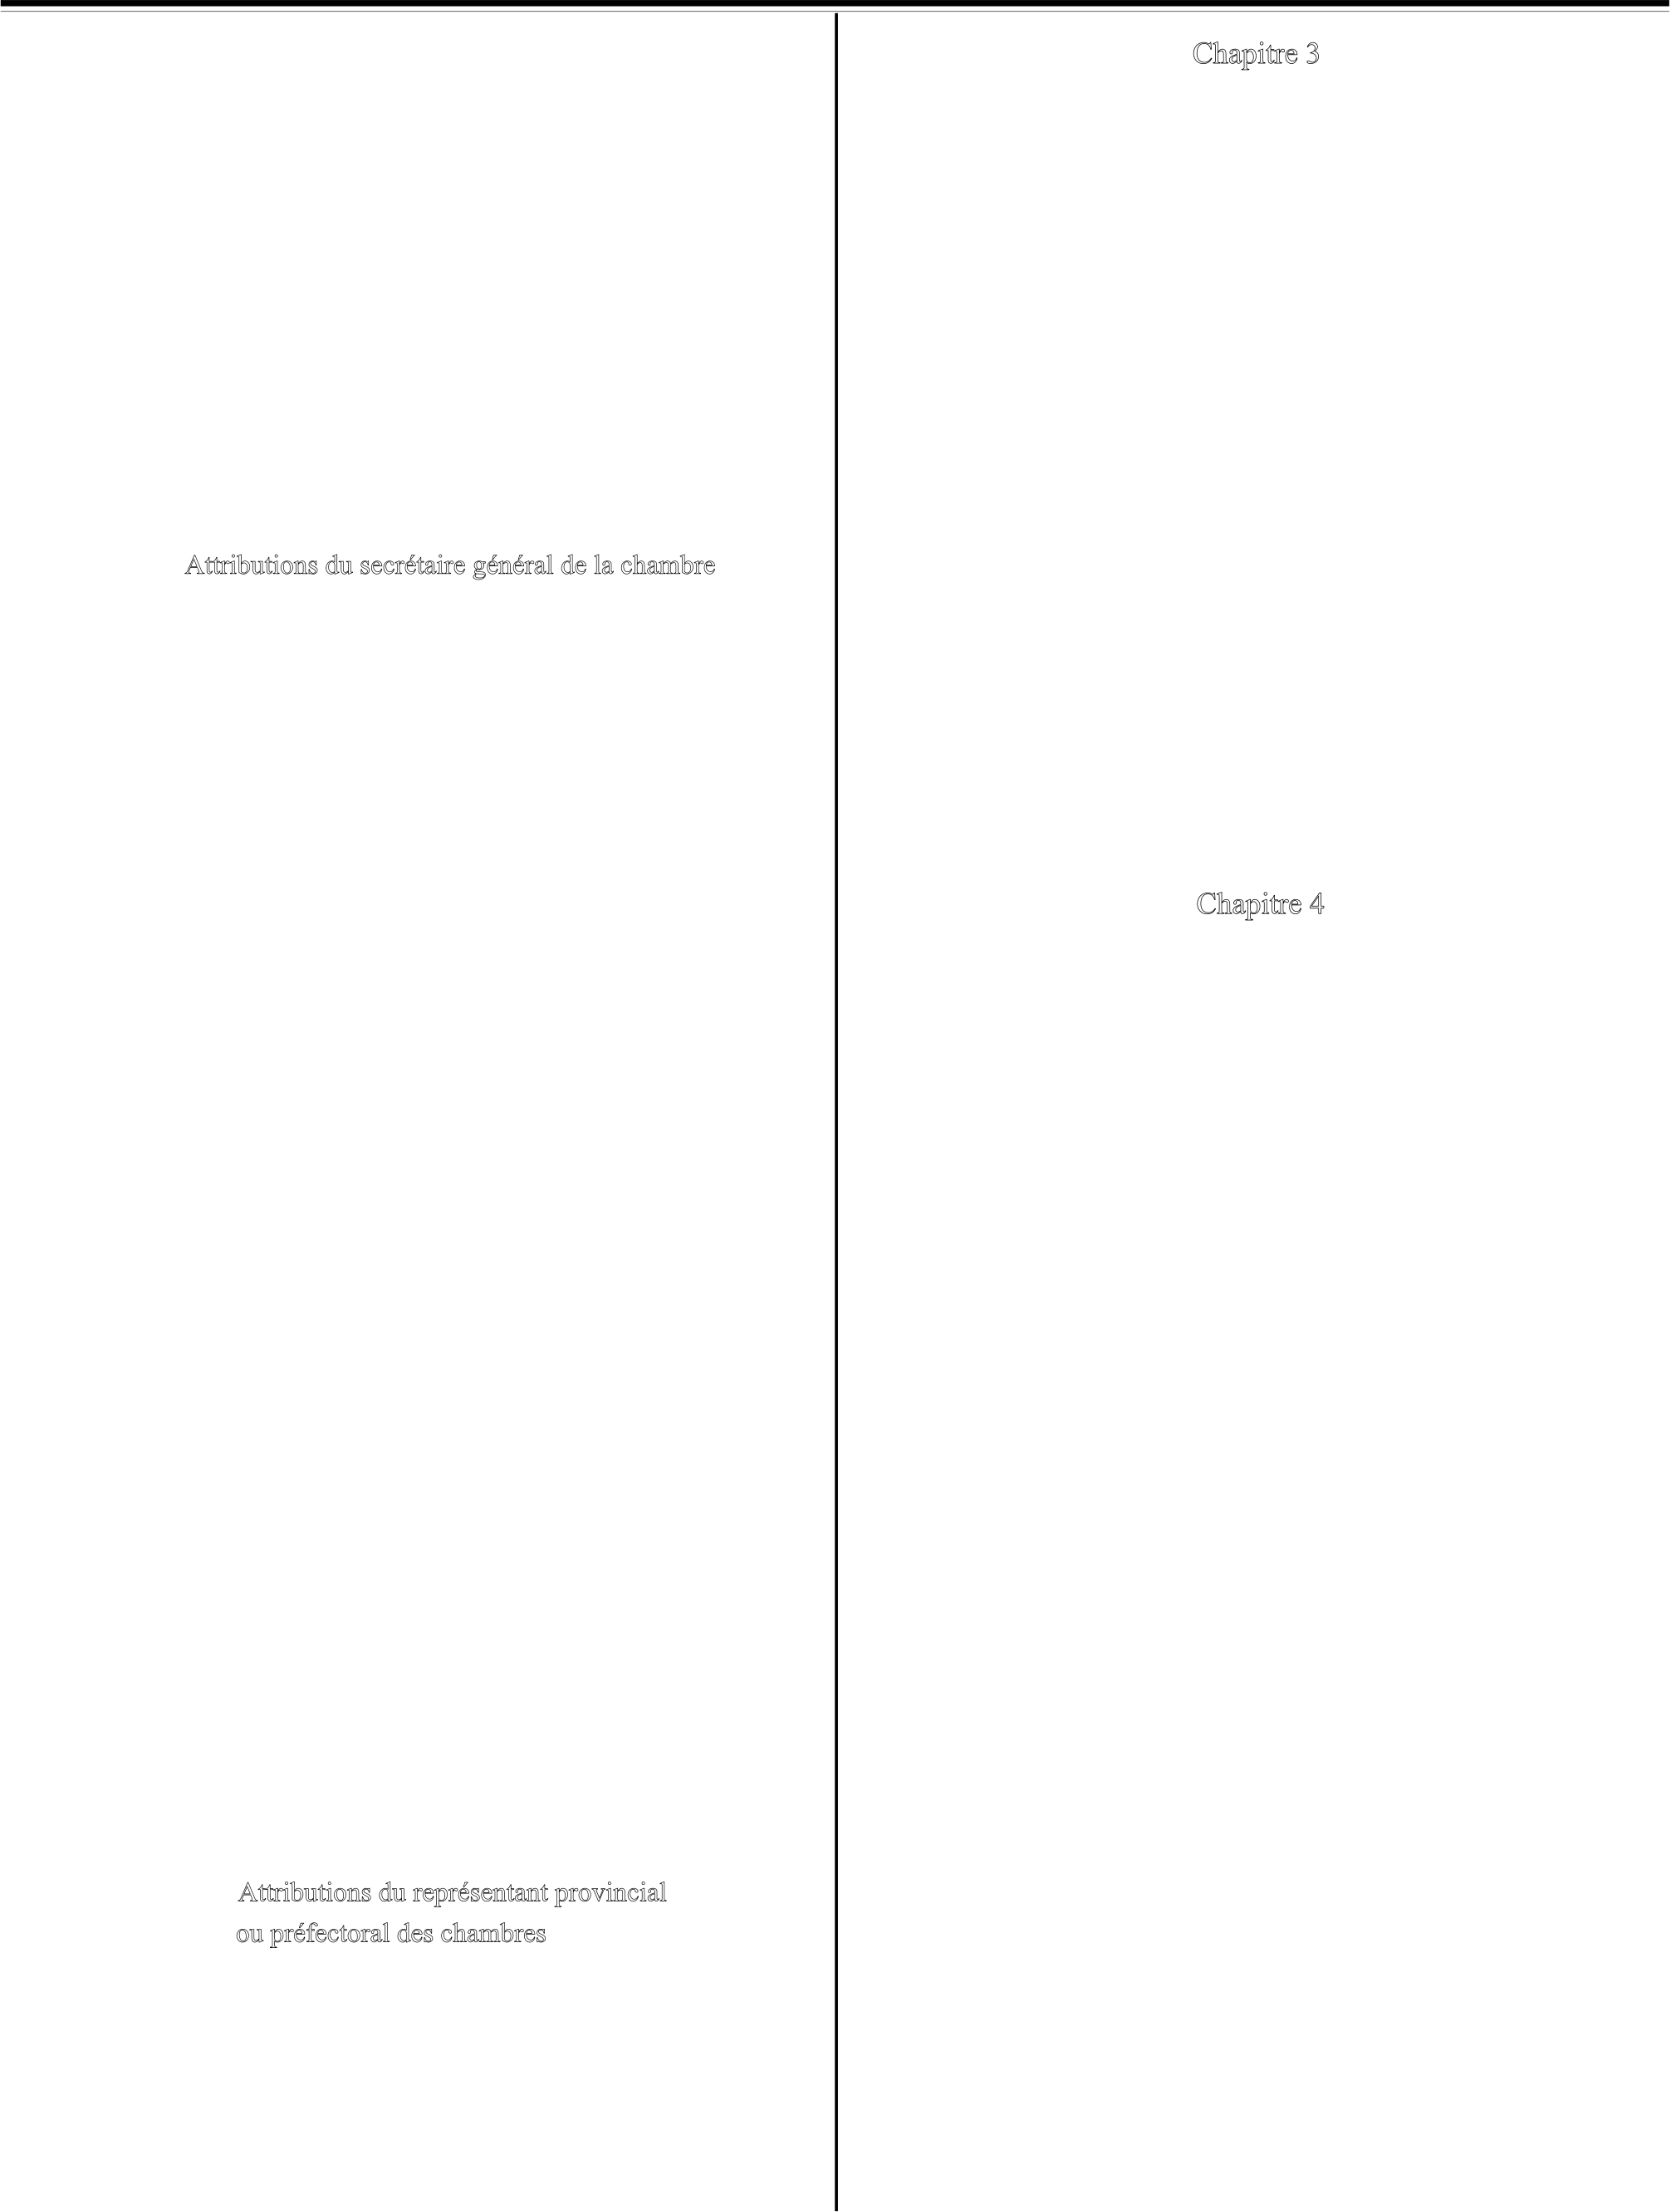 Attributions du secrétaire général de la chambre
Attributions du représentant provincial
ou préfectoral des chambres
Chapitre 3
Chapitre 4